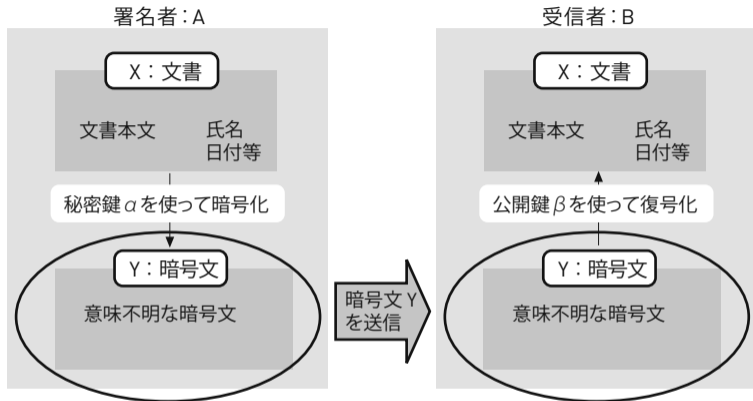 署名者：A
X：文書
文書本文
氏名
日付等
秘密鍵αを使って暗号化
Y：暗号文
意味不明な暗号文
暗号文Y
を送信
受信者：B
X：文書
文書本文
氏名
日付等
公開鍵βを使って復号化
Y：暗号文
意味不明な暗号文